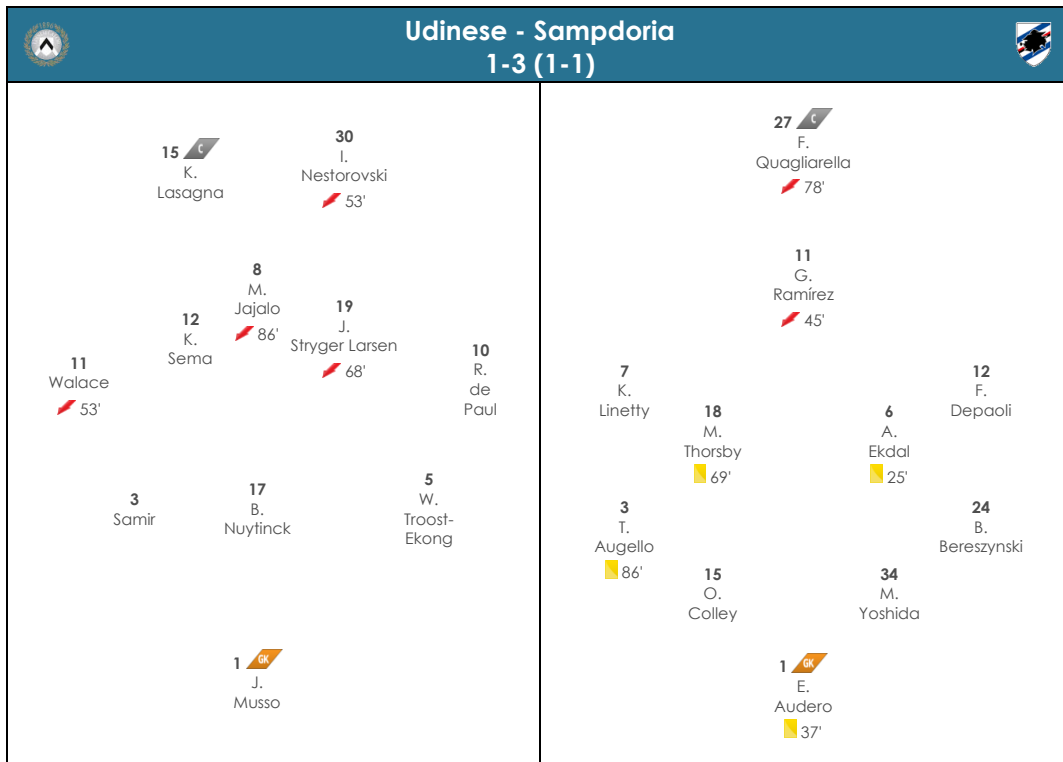 Udinese - Sampdoria
1-3 (1-1)
15 C
K.
Lasagna
30
I.
Nestorovski
53'
8
M.
Jajalo
86'
12
K.
Sema
19
J.
Stryger Larsen
68'
11
Walace
53'
10
R.
de
Paul
3
Samir
17
B.
Nuytinck
5
W.
Troost-
Ekong
1 GK
J.
Musso
27 C
F.
Quagliarella
78'
11
G.
Ramírez
45'
7
K.
Linetty
18
M.
Thorsby
69'
6
A.
Ekdal
25'
12
F.
Depaoli
3
T.
Augello
86'
15
O.
Colley
34
M.
Yoshida
24
B.
Bereszynski
1 GK
E.
Audero
37'